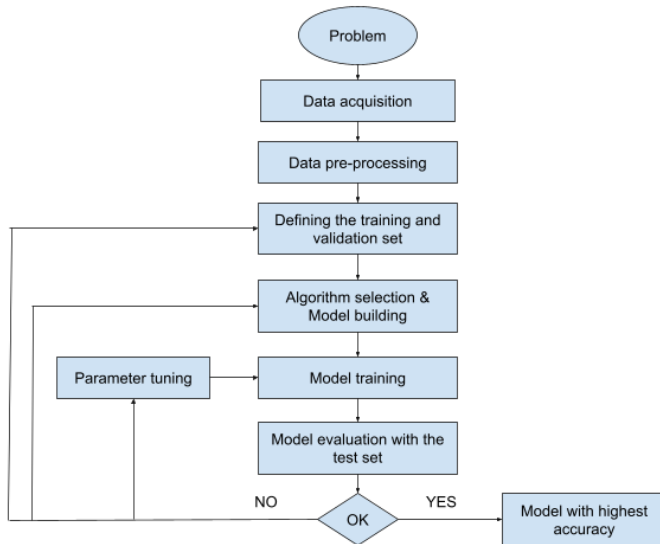 Problem
Data acquisition
Data pre-processing
Defining the training and
validation set
Algorithm selection &
Model building
Parameter tuning
Model training
Model evaluation with the
test set
NO
OK
YES
Model with highest
accuracy